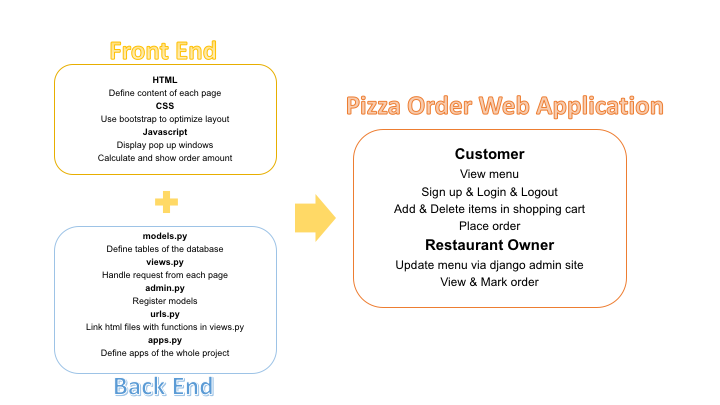 Front End
HTML
Define content of each page
CSS
Use bootstrap to optimize layout
Javascript
Display pop up windows
Calculate and show order amount
models.py
Define tables of the database
views.py
Handle request from each page
admin.py
Register models
urls.py
Link html files with functions in views.py
apps.py
Define apps of the whole project
Back End
Pizza Order Web Application
Customer
View menu
Sign up & Login & Logout
Add & Delete items in shopping cart
Place order
Restaurant Owner
Update menu via django admin site
View & Mark order